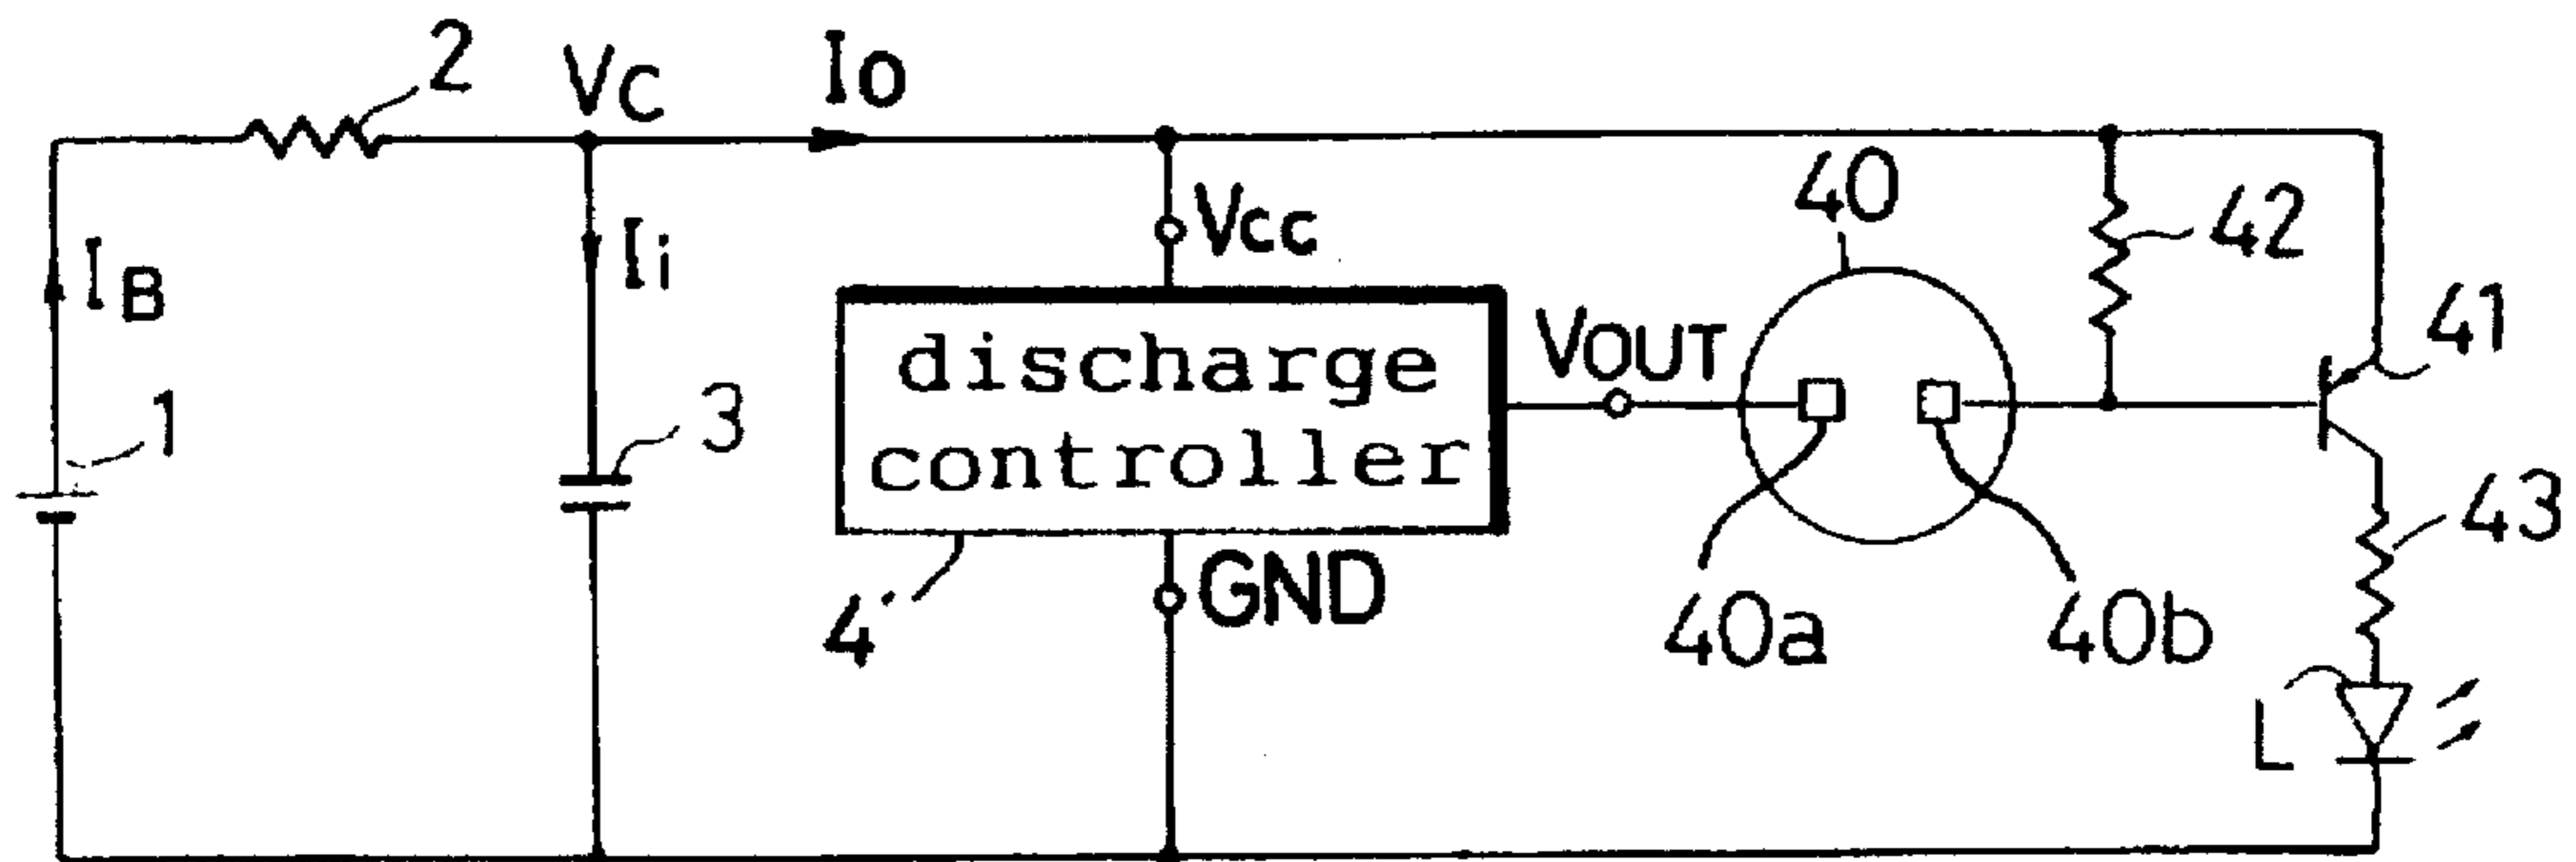 2
VC
IO
IB
Ii
1
3
VCC
discharge
controller
4'
GND
VOUT
40
40a
40b
42
41
43
L